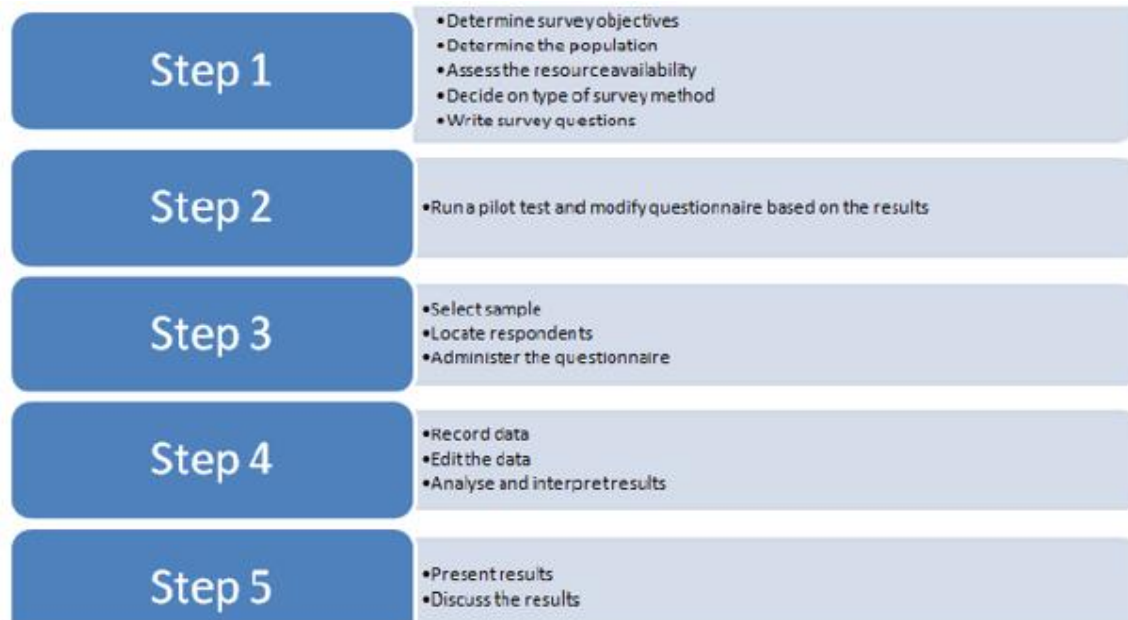 Step 1
•Determine survey objectives
•Determine the population
•Assess the resource availability
•Decide on type of survey method
•Write survey questions
Step 2
•Run a pilot test and modify questionnaire based on the results
Step 3
•Select sample
•Locate respondents
•Administer the questionnaire
Step 4
•Record data
•Edit the data
•Analyse and interpret results
Step 5
•Present results
•Discuss the results